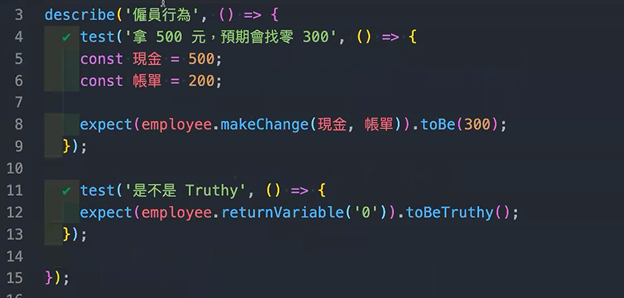 3 describe('僱員行為', () => {
4 ✔ test('拿 500 元，預期會找零 300', () => {
5 const 現金 = 500;
6 const 帳單 = 200;
7
8 expect(employee.makeChange(現金, 帳單)).toBe(300);
9 });
10
11 ✔ test('是不是 Truthy', () => {
12 expect(employee.returnVariable('0')).toBeTruthy();
13 });
14
15 });